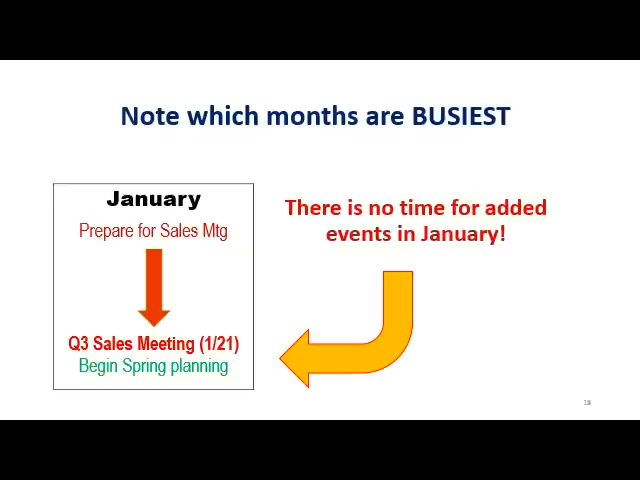 Note which months are BUSIEST
January
Prepare for Sales Mtg
Q3 Sales Meeting (1/21)
Begin Spring planning
There is no time for added
events in January!
18